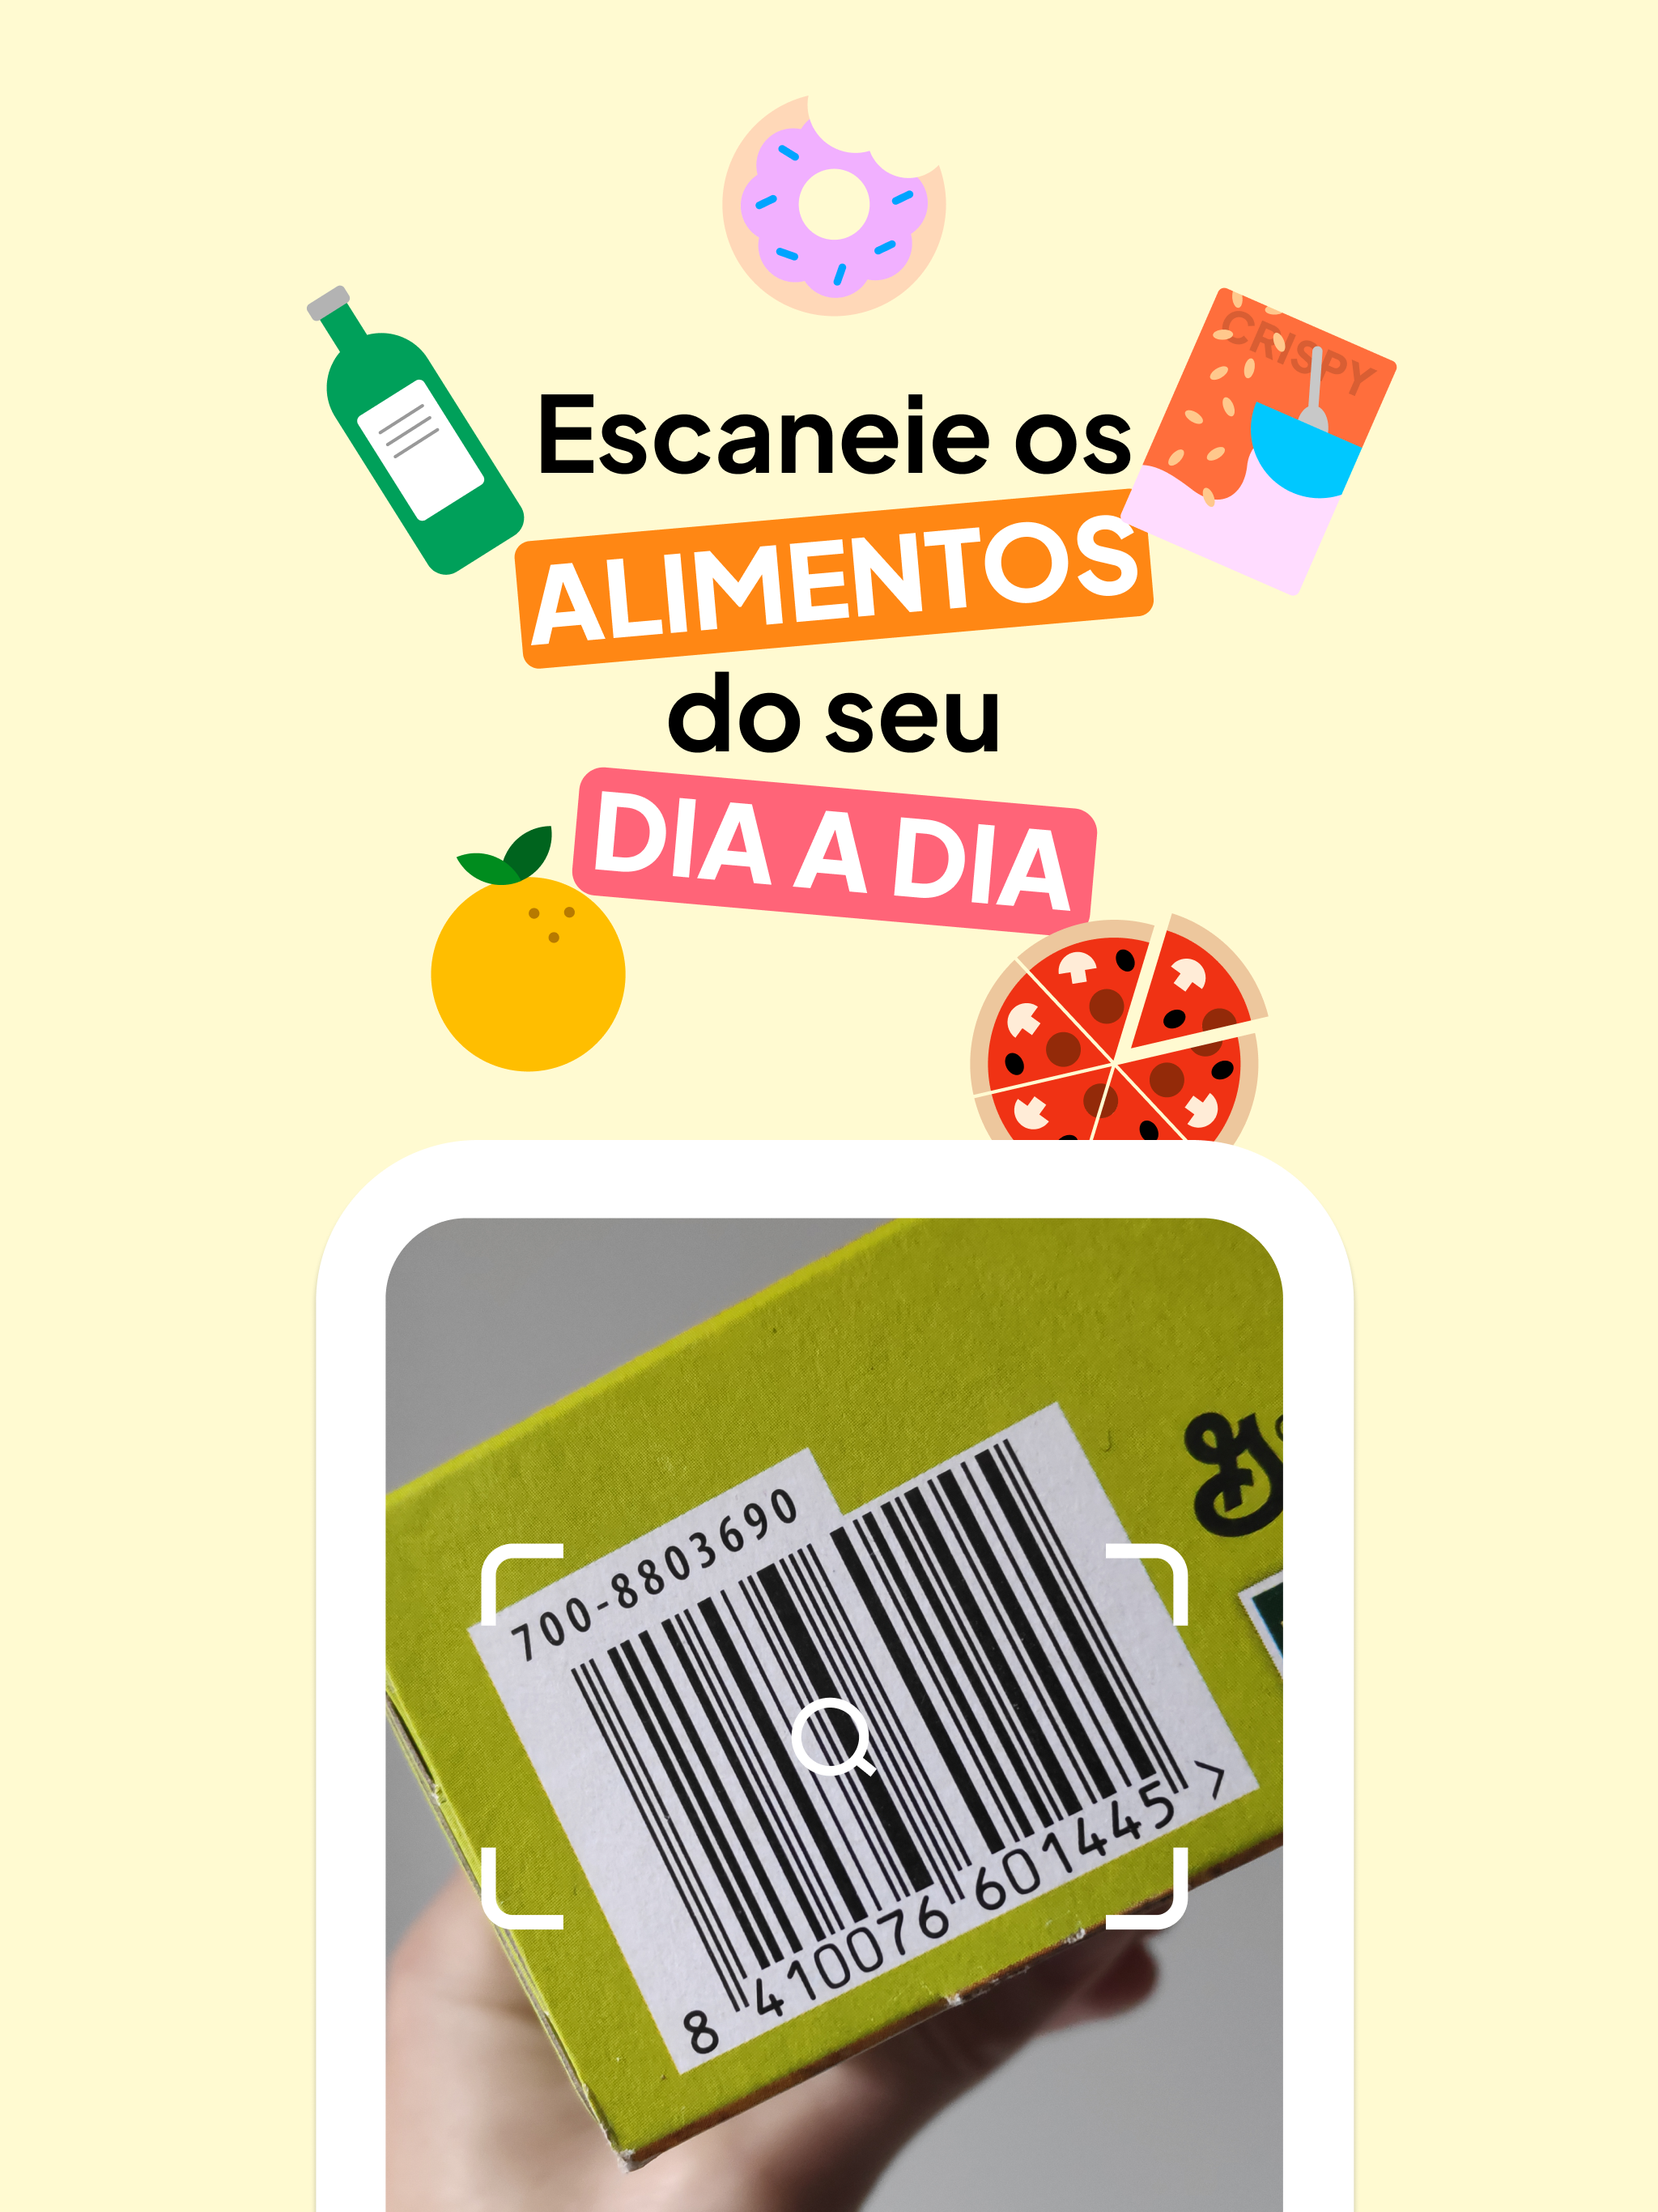 CRISPY
Escaneie os
ALIMENTOS
do seu
DIA A DIA
700-8803690
8 410076 601445 >